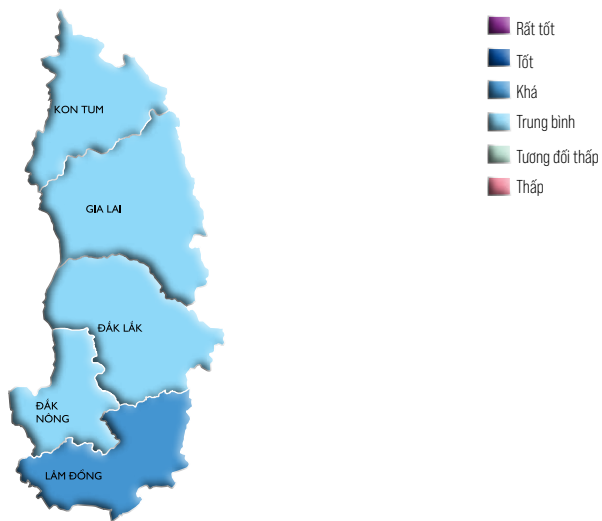 Rất tốt
Tốt
Khá
Trung bình
Tương đối thấp
Thấp
KON TUM
GIA LAI
ĐẮK LẮK
ĐẮK
NÔNG
LÂM ĐỒNG